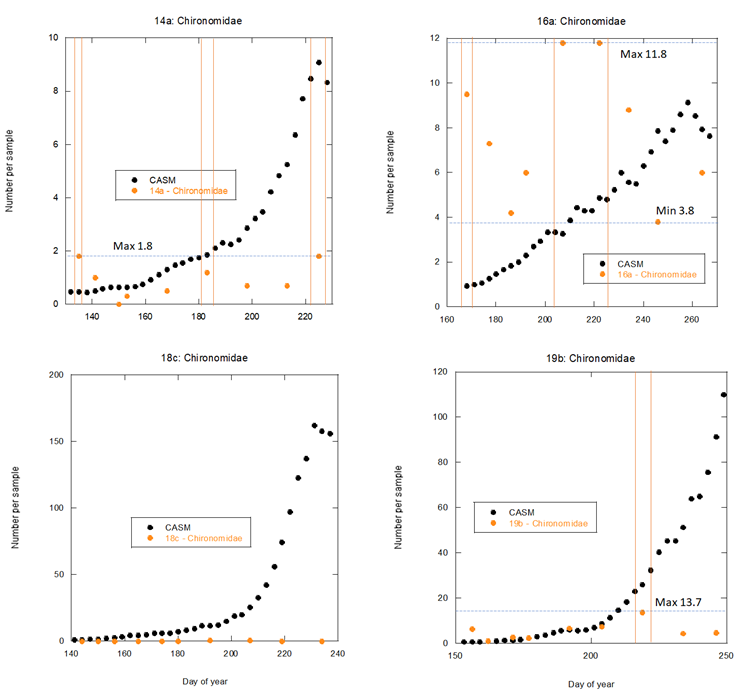 14a: Chironomidae
10
8
6
4
2
0
Number per sample
CASM
14a - Chironomidae
Max 1.8
140 160 180 200 220
16a: Chironomidae
12
10
8
6
4
2
0
Number per sample
Max 11.8
Min 3.8
CASM
16a - Chironomidae
160 180 200 220 240 260
18c: Chironomidae
200
150
100
50
0
Number per sample
CASM
18c - Chironomidae
140 160 180 200 220 240
Day of year
19b: Chironomidae
120
100
80
60
40
20
0
Number per sample
CASM
19b - Chironomidae
Max 13.7
150 200 250
Day of year